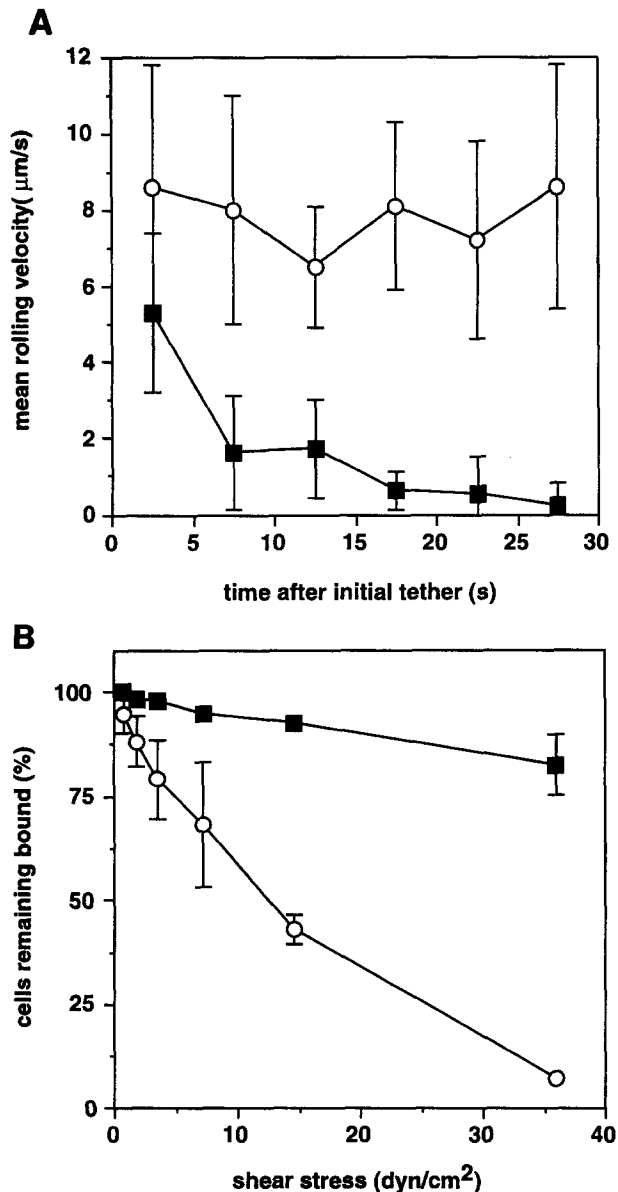 A
mean rolling velocity( μm/s)
12
10
8
6
4
2
0
0 5 10 15 20 25 30
time after initial tether (s)
B
cells remaining bound (%)
100
75
50
25
0
0 10 20 30 40
shear stress (dyn/cm²)